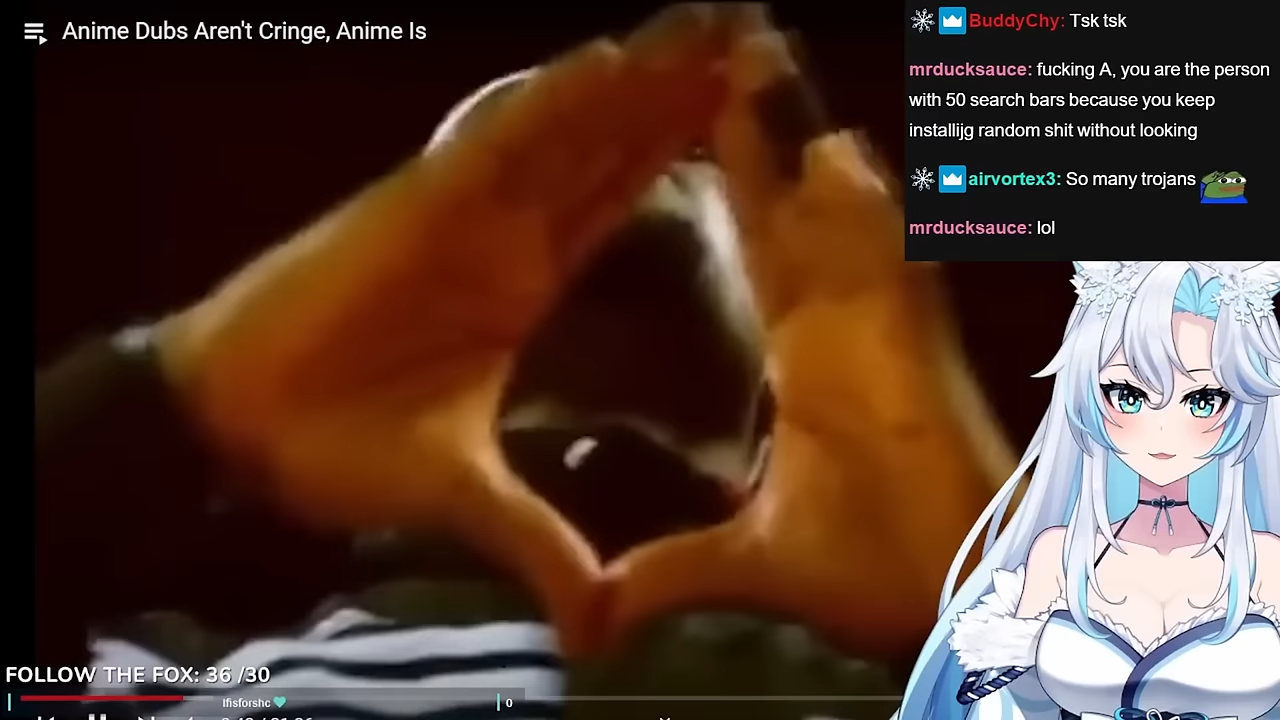 Anime Dubs Aren't Cringe, Anime Is
BuddyChy: Tsk tsk
mrducksauce: fucking A, you are the person
with 50 search bars because you keep
installijg random shit without looking
airvortex3: So many trojans
mrducksauce: lol
FOLLOW THE FOX: 36 /30
lfisforshc
0